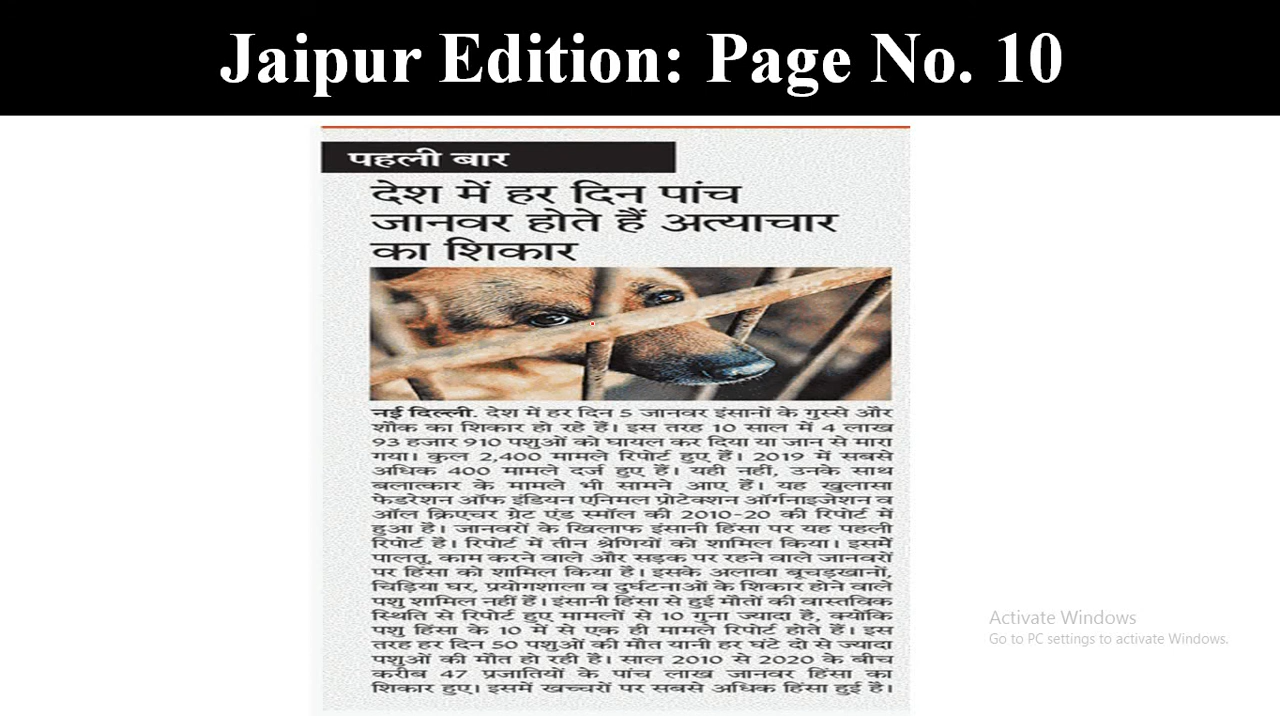 Jaipur Edition: Page No. 10
पहली बार
देश में हर दिन पांच
जानवर होते हैं अत्याचार
का शिकार
नई दिल्ली. देश में हर दिन 5 जानवर इंसानों के गुस्से और
शौक का शिकार हो रहे हैं। इस तरह 10 साल में 4 लाख
93 हजार 910 पशुओं को घायल कर दिया या जान से मारा
गया। कुल 2,400 मामले रिपोर्ट हुए हैं। 2019 में सबसे
अधिक 400 मामले दर्ज हुए हैं। यही नहीं, उनके साथ
बलात्कार के मामले भी सामने आए हैं। यह खुलासा
फेडरेशन ऑफ इंडियन एनिमल प्रोटेक्शन ऑर्गनाइजेशन व
ऑल क्रिएचर ग्रेट एंड स्मॉल की 2010-20 की रिपोर्ट में
हुआ है। जानवरों के खिलाफ इंसानी हिंसा पर यह पहली
रिपोर्ट है। रिपोर्ट में तीन श्रेणियों को शामिल किया। इसमें
पालतू, काम करने वाले और सड़क पर रहने वाले जानवरों
पर हिंसा को शामिल किया है। इसके अलावा बूचड़खानों,
चिड़िया घर, प्रयोगशाला व दुर्घटनाओं के शिकार होने वाले
पशु शामिल नहीं हैं। इंसानी हिंसा से हुई मौतों की वास्तविक
स्थिति से रिपोर्ट हुए मामलों से 10 गुना ज्यादा है, क्योंकि
पशु हिंसा के 10 में से एक ही मामले रिपोर्ट होते हैं। इस
तरह हर दिन 50 पशुओं की मौत यानी हर घंटे दो से ज्यादा
पशुओं की मौत हो रही है। साल 2010 से 2020 के बीच
करीब 47 प्रजातियों के पांच लाख जानवर हिंसा का
शिकार हुए। इसमें खच्चरों पर सबसे अधिक हिंसा हुई है।
Activate Windows
Go to PC settings to activate Windows.